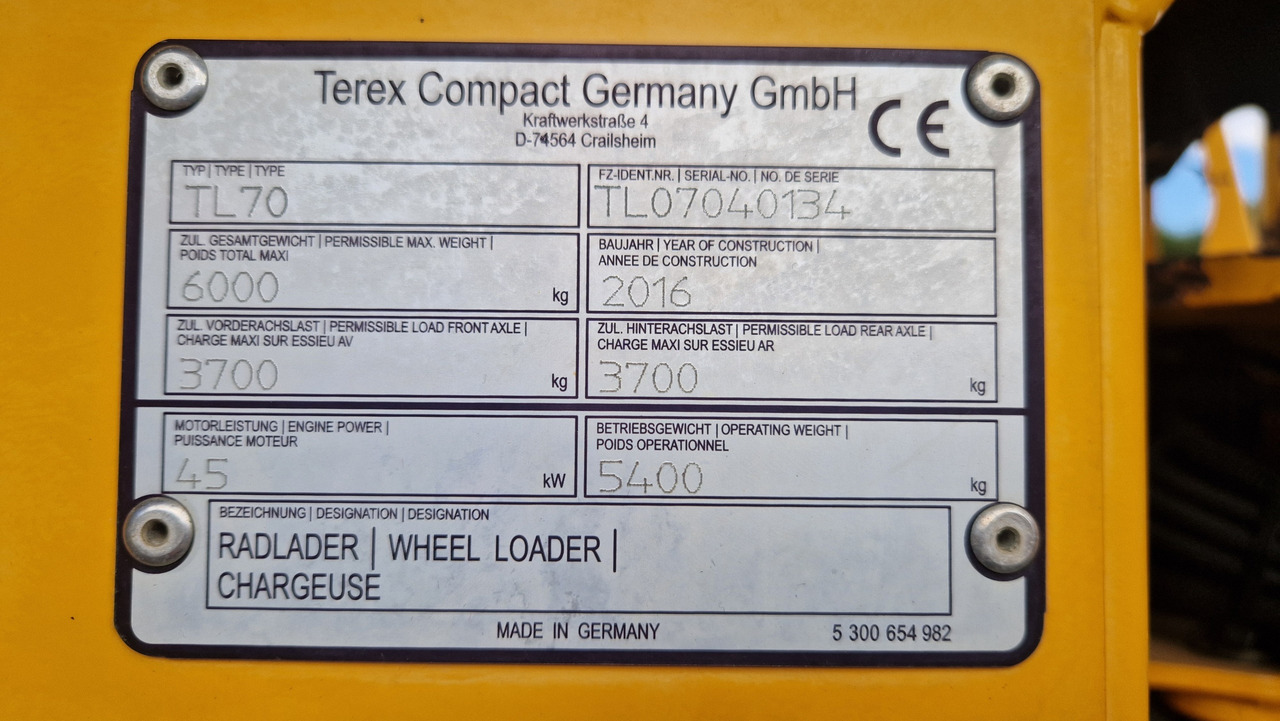 Terex Compact Germany GmbH
Kraftwerkstraße 4
D-74564 Crailsheim
CE
TYP | TYPE | TYPE
TL70
FZ-IDENT.NR. | SERIAL-NO. | NO. DE SERIE
TL07040134
ZUL. GESAMTGEWICHT | PERMISSIBLE MAX. WEIGHT |
POIDS TOTAL MAXI
6000 kg
BAUJAHR | YEAR OF CONSTRUCTION |
ANNEE DE CONSTRUCTION
2016
ZUL. VORDERACHSLAST | PERMISSIBLE LOAD FRONT AXLE |
CHARGE MAXI SUR ESSIEU AV
3700 kg
ZUL. HINTERACHSLAST | PERMISSIBLE LOAD REAR AXLE |
CHARGE MAXI SUR ESSIEU AR
3700 kg
MOTORLEISTUNG | ENGINE POWER |
PUISSANCE MOTEUR
45 kW
BETRIEBSGEWICHT | OPERATING WEIGHT |
POIDS OPERATIONNEL
5400 kg
BEZEICHNUNG | DESIGNATION | DESIGNATION
RADLADER | WHEEL LOADER |
CHARGEUSE
MADE IN GERMANY
5 300 654 982